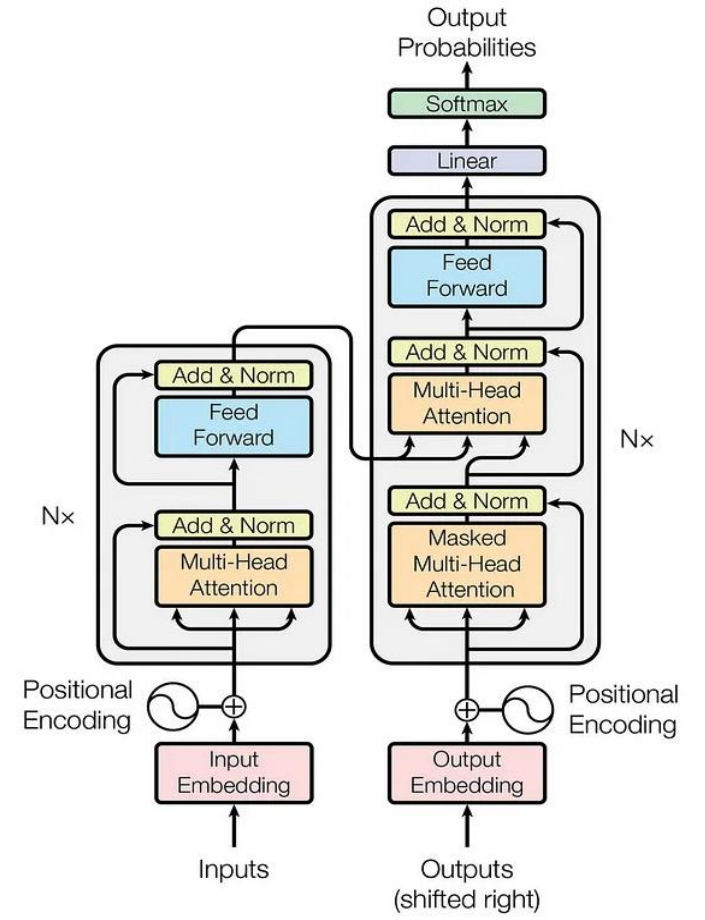 Output
Probabilities
Softmax
Linear
Add & Norm
Feed
Forward
Add & Norm
Multi-Head
Attention
Nx
Add & Norm
Masked
Multi-Head
Attention
Add & Norm
Feed
Forward
Nx
Add & Norm
Multi-Head
Attention
Positional
Encoding
Positional
Encoding
Input
Embedding
Output
Embedding
Inputs
Outputs
(shifted right)